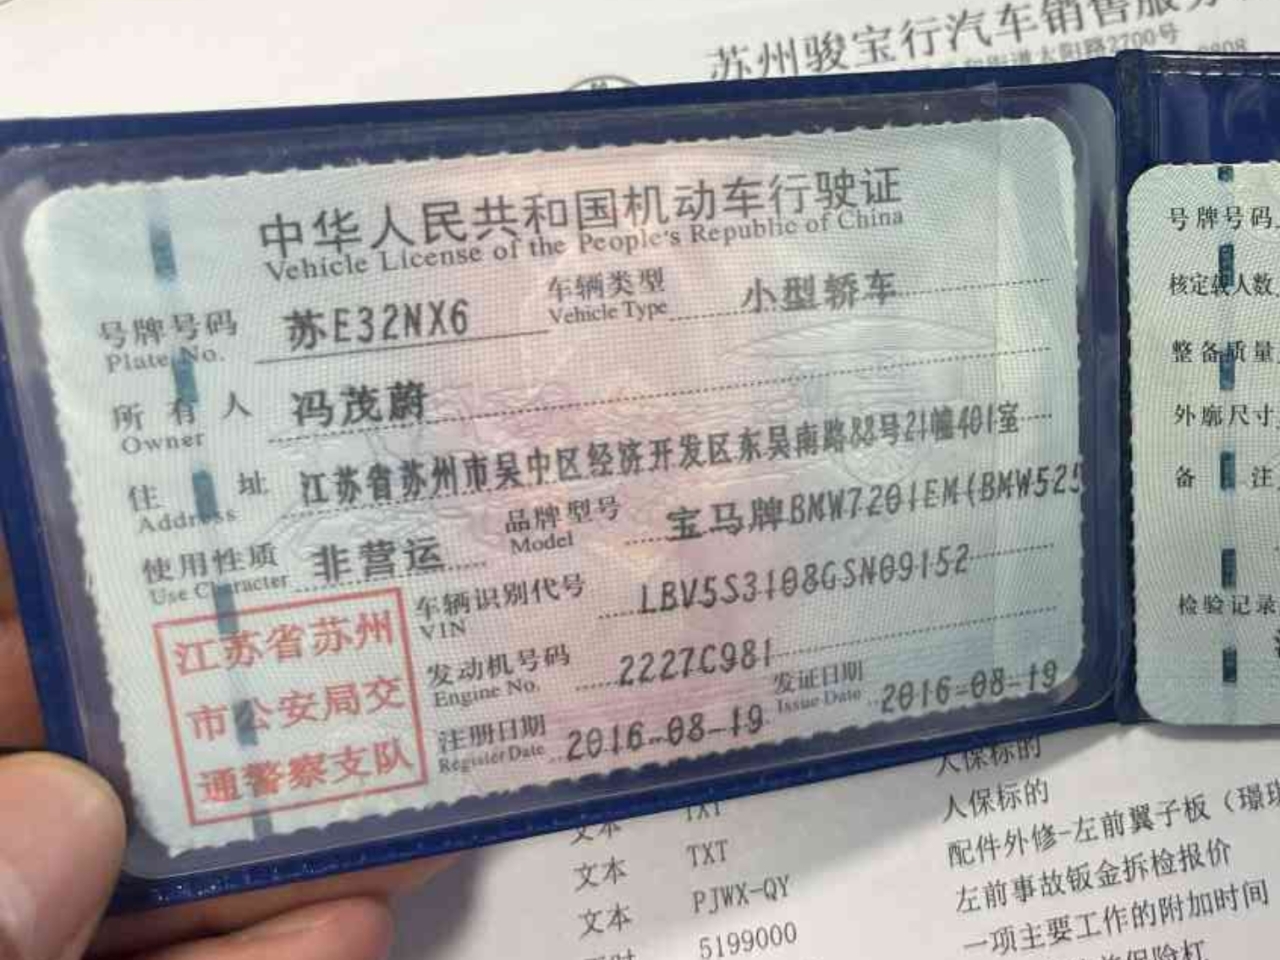 苏州骏宝行汽车销售服务
中华人民共和国机动车行驶证
Vehicle License of the People's Republic of China
号牌号码 苏E32NX6 车辆类型 小型轿车
Plate No. Vehicle Type
所有人 冯茂蔚
Owner
住址 江苏省苏州市吴中区经济开发区东吴南路88号21幢401室
Address
品牌型号 宝马牌BMW7201EM(BMW525
Model
使用性质 非营运
Use Character
车辆识别代号 LBV5S3108GSN09152
VIN
发动机号码 2227C981
Engine No.
发证日期 2016-08-19
Issue Date
注册日期 2016-08-19
Register Date
江苏省苏州
市公安局交
通警察支队
号牌号码
核定载人数
整备质量
外廓尺寸
备注
检验记录
人保标的
文本 TXT 人保标的
文本 TXT 配件外修-左前翼子板（璟
文本 PJWX-QY 左前事故钣金拆检报价
5199000 一项主要工作的附加时间